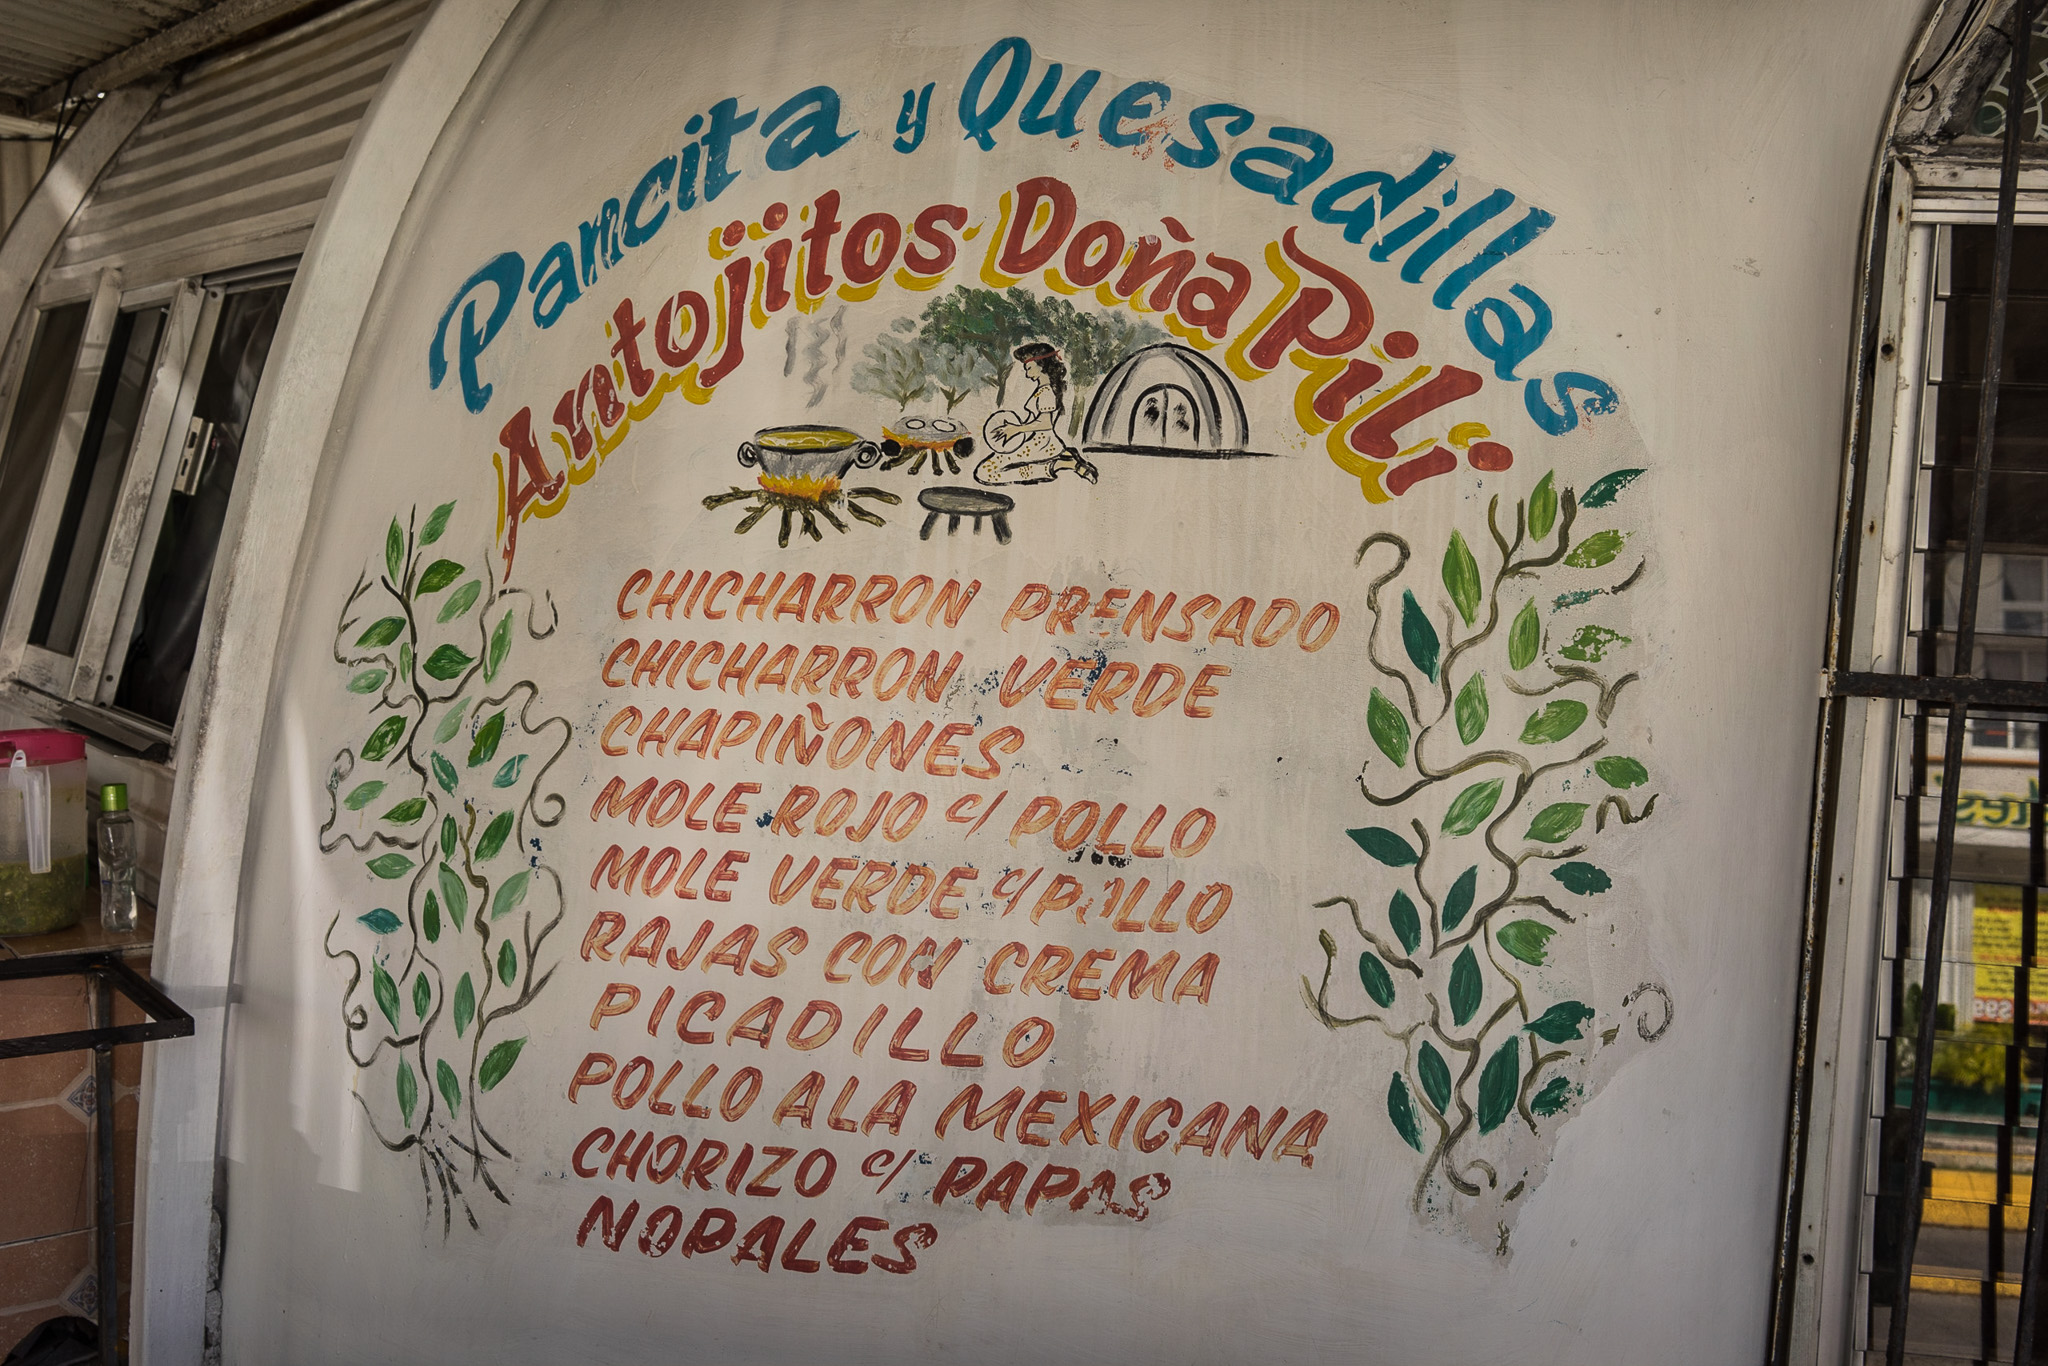 Pancita y Quesadillas
Antojitos Doña Pili
CHICHARRON PRENSADO
CHICHARRON VERDE
CHAPIÑONES
MOLE ROJO C/ POLLO
MOLE VERDE C/ POLLO
RAJAS CON CREMA
PICADILLO
POLLO ALA MEXICANA
CHORIZO C/ PAPAS
NOPALES